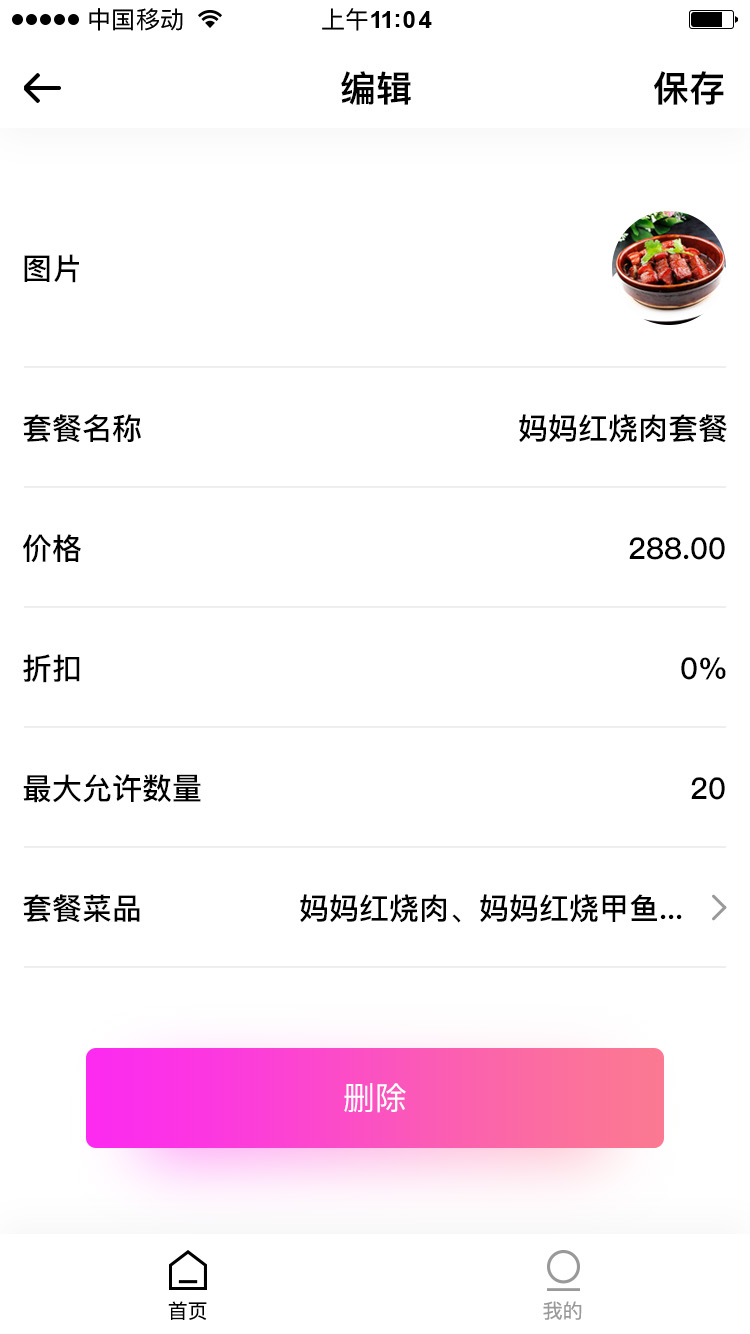 中国移动 上午11:04
编辑 保存
图片
套餐名称 妈妈红烧肉套餐
价格 288.00
折扣 0%
最大允许数量 20
套餐菜品 妈妈红烧肉、妈妈红烧甲鱼...
删除
首页 我的